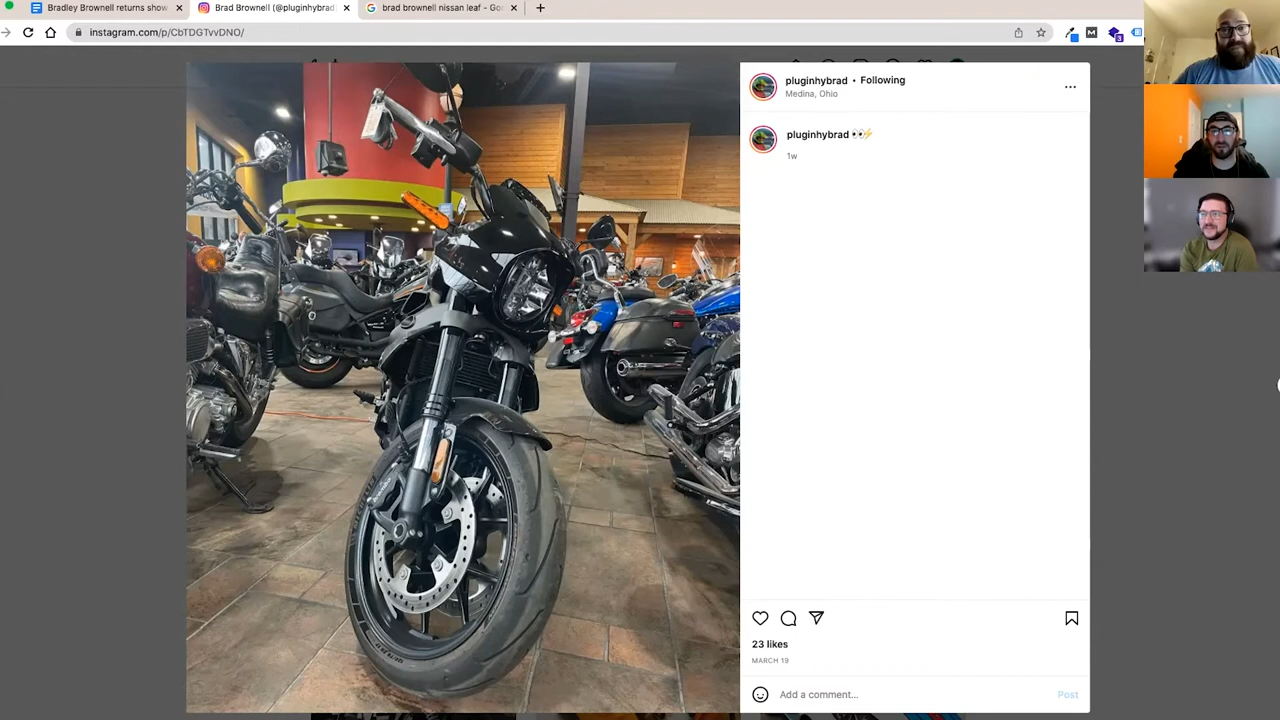 Bradley Brownell returns show
Brad Brownell (@pluginhybrad
brad brownell nissan leaf - Goo
instagram.com/p/CbTDGTvvDNO/
pluginhybrad • Following
Medina, Ohio
pluginhybrad 👀⚡
1w
23 likes
MARCH 19
Add a comment...
Post